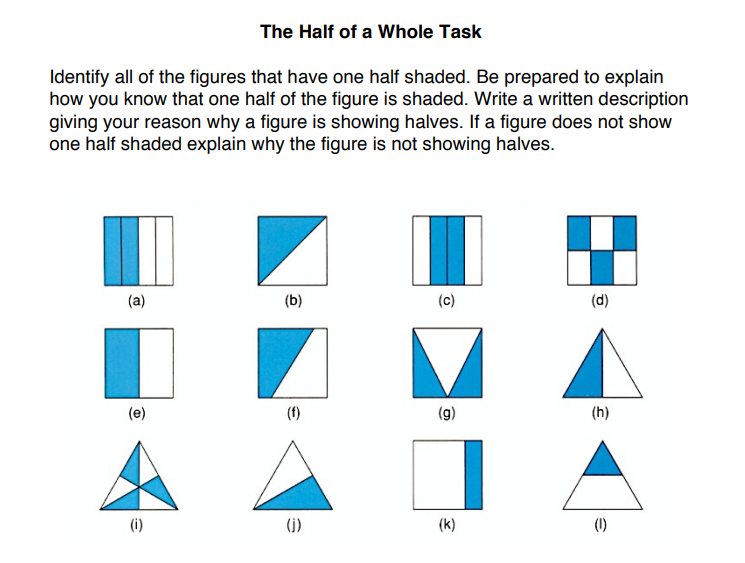 The Half of a Whole Task
Identify all of the figures that have one half shaded. Be prepared to explain
how you know that one half of the figure is shaded. Write a written description
giving your reason why a figure is showing halves. If a figure does not show
one half shaded explain why the figure is not showing halves.
(a) (b) (c) (d)
(e) (f) (g) (h)
(i) (j) (k) (l)